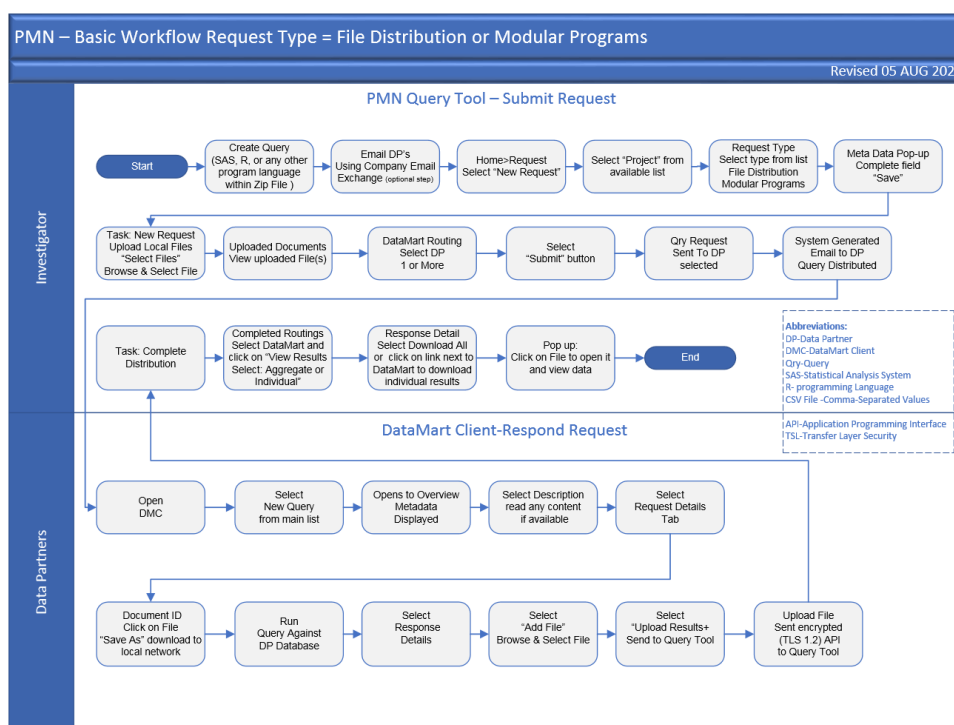 PMN – Basic Workflow Request Type = File Distribution or Modular Programs
Revised 05 AUG 202
Investigator
PMN Query Tool – Submit Request
Start
Create Query
(SAS, R, or any other
program language
within Zip File )
Email DP's
Using Company Email
Exchange (optional step)
Home>Request
Select "New Request"
Select "Project" from
available list
Request Type
Select type from list
File Distribution
Modular Programs
Meta Data Pop-up
Complete field
"Save"
Task: New Request
Upload Local Files
"Select Files"
Browse & Select File
Uploaded Documents
View uploaded File(s)
DataMart Routing
Select DP
1 or More
Select
"Submit" button
Qry Request
Sent To DP
selected
System Generated
Email to DP
Query Distributed
Task: Complete
Distribution
Completed Routings
Select DataMart and
click on "View Results
Select: Aggregate or
Individual"
Response Detail
Select Download All
or click on link next to
DataMart to download
individual results
Pop up:
Click on File to open it
and view data
End
Abbreviations:
DP-Data Partner
DMC-DataMart Client
Qry-Query
SAS-Statistical Analysis System
R- programming Language
CSV File -Comma-Separated Values
API-Application Programming Interface
TSL-Transfer Layer Security
Data Partners
DataMart Client-Respond Request
Open
DMC
Select
New Query
from main list
Opens to Overview
Metadata
Displayed
Select Description
read any content
if available
Select
Request Details
Tab
Document ID
Click on File
"Save As" download to
local network
Run
Query Against
DP Database
Select
Response
Details
Select
"Add File"
Browse & Select File
Select
"Upload Results+
Send to Query Tool
Upload File
Sent encrypted
(TLS 1.2) API
to Query Tool